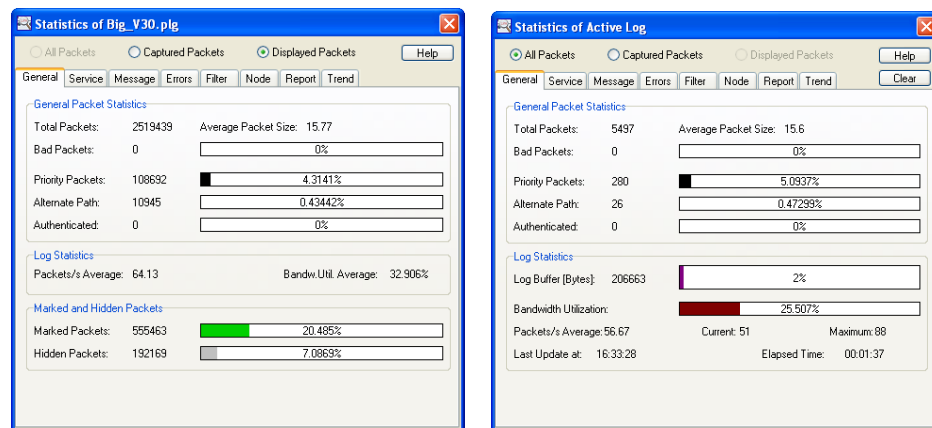 Statistics of Big_V30.plg
All Packets Captured Packets Displayed Packets Help
General Service Message Errors Filter Node Report Trend
General Packet Statistics
Total Packets: 2519439 Average Packet Size: 15.77
Bad Packets: 0 0%
Priority Packets: 108692 4.3141%
Alternate Path: 10945 0.43442%
Authenticated: 0 0%
Log Statistics
Packets/s Average: 64.13 Bandw.Util. Average: 32.906%
Marked and Hidden Packets
Marked Packets: 555463 20.485%
Hidden Packets: 192169 7.0869%
Statistics of Active Log
All Packets Captured Packets Displayed Packets Help
General Service Message Errors Filter Node Report Trend Clear
General Packet Statistics
Total Packets: 5497 Average Packet Size: 15.6
Bad Packets: 0 0%
Priority Packets: 280 5.0937%
Alternate Path: 26 0.47299%
Authenticated: 0 0%
Log Statistics
Log Buffer [Bytes]: 206663 2%
Bandwidth Utilization: 25.507%
Packets/s Average: 56.67 Current: 51 Maximum: 88
Last Update at: 16:33:28 Elapsed Time: 00:01:37